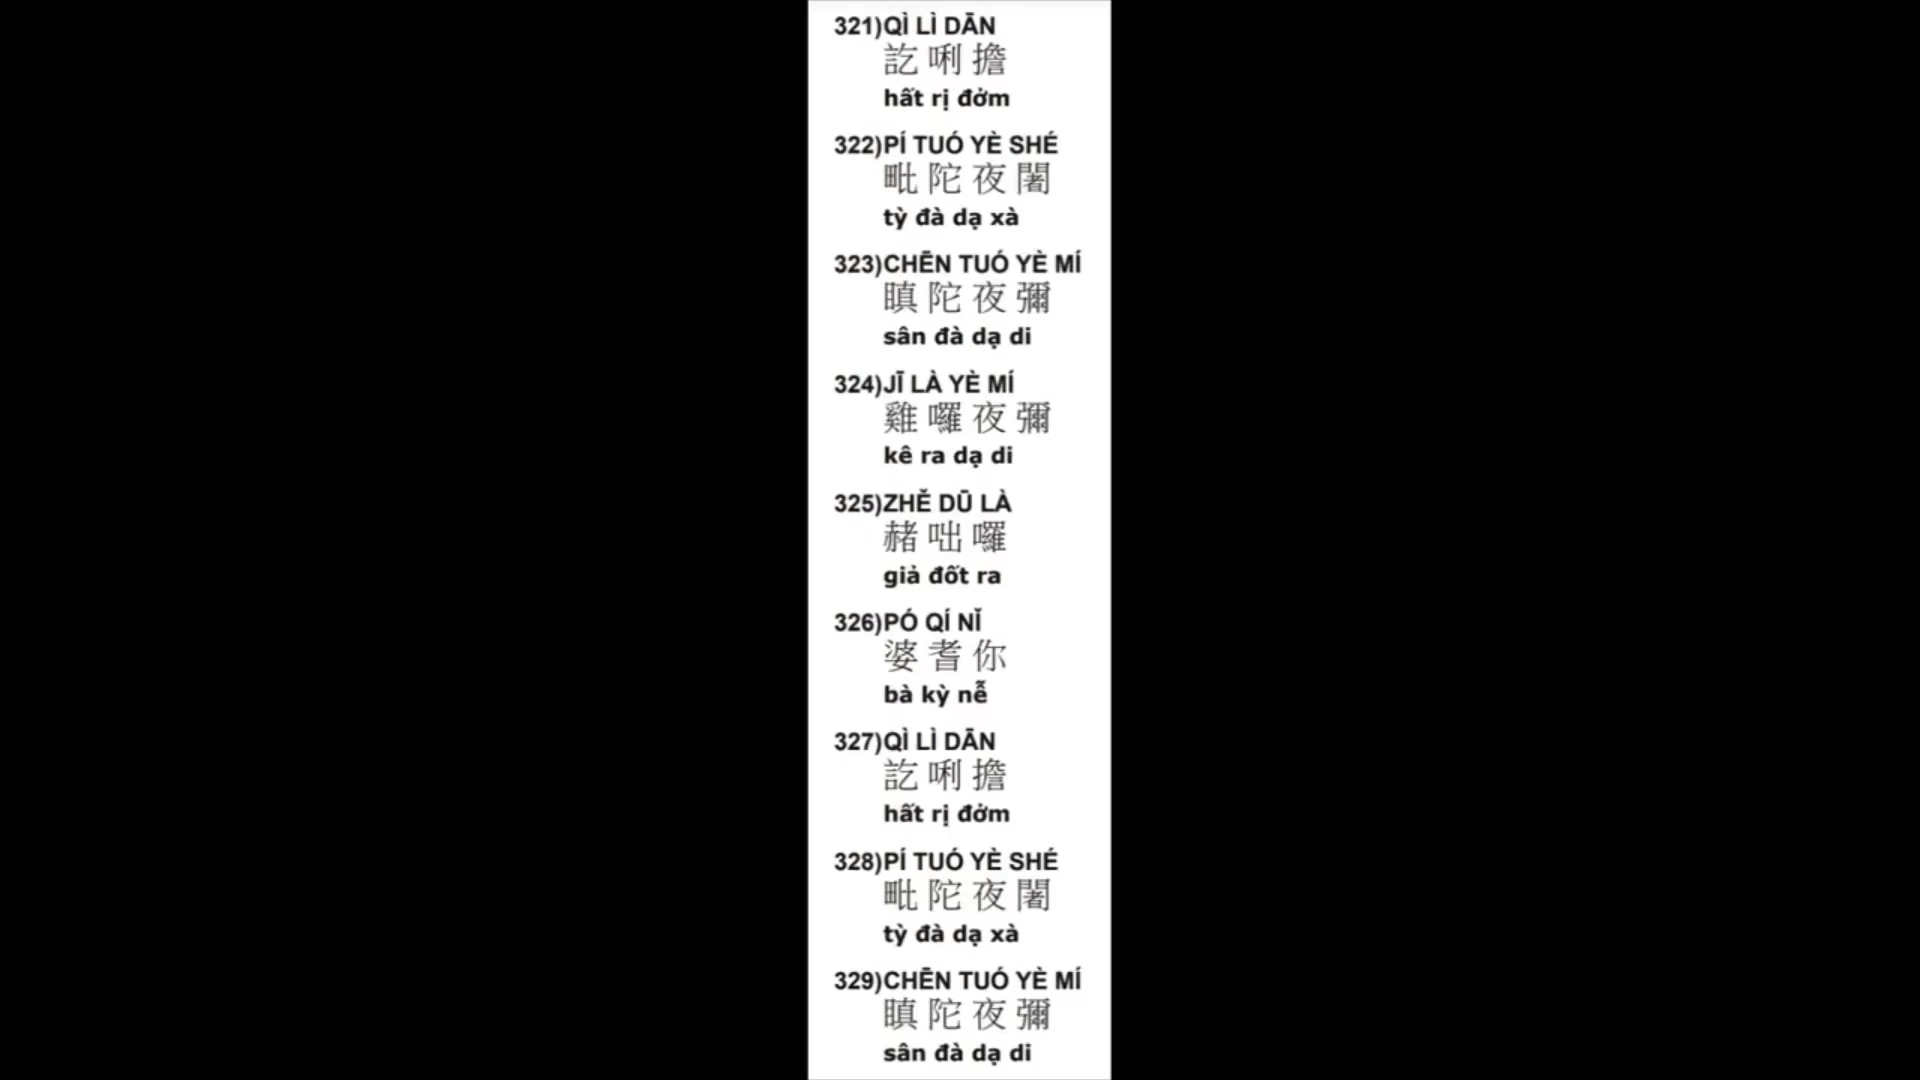 321)QÌ LÌ DĀN
訖 唎 擔
hất rị đởm
322)PÍ TUÓ YÈ SHÉ
毗 陀 夜 闍
tỳ đà dạ xà
323)CHĒN TUÓ YÈ MÍ
瞋 陀 夜 彌
sân đà dạ di
324)JĪ LÀ YÈ MÍ
雞 囉 夜 彌
kê ra dạ di
325)ZHĚ DŪ LÀ
赭 咄 囉
giả đốt ra
326)PÓ QÍ NǏ
婆 耆 你
bà kỳ nễ
327)QÌ LÌ DĀN
訖 唎 擔
hất rị đởm
328)PÍ TUÓ YÈ SHÉ
毗 陀 夜 闍
tỳ đà dạ xà
329)CHĒN TUÓ YÈ MÍ
瞋 陀 夜 彌
sân đà dạ di